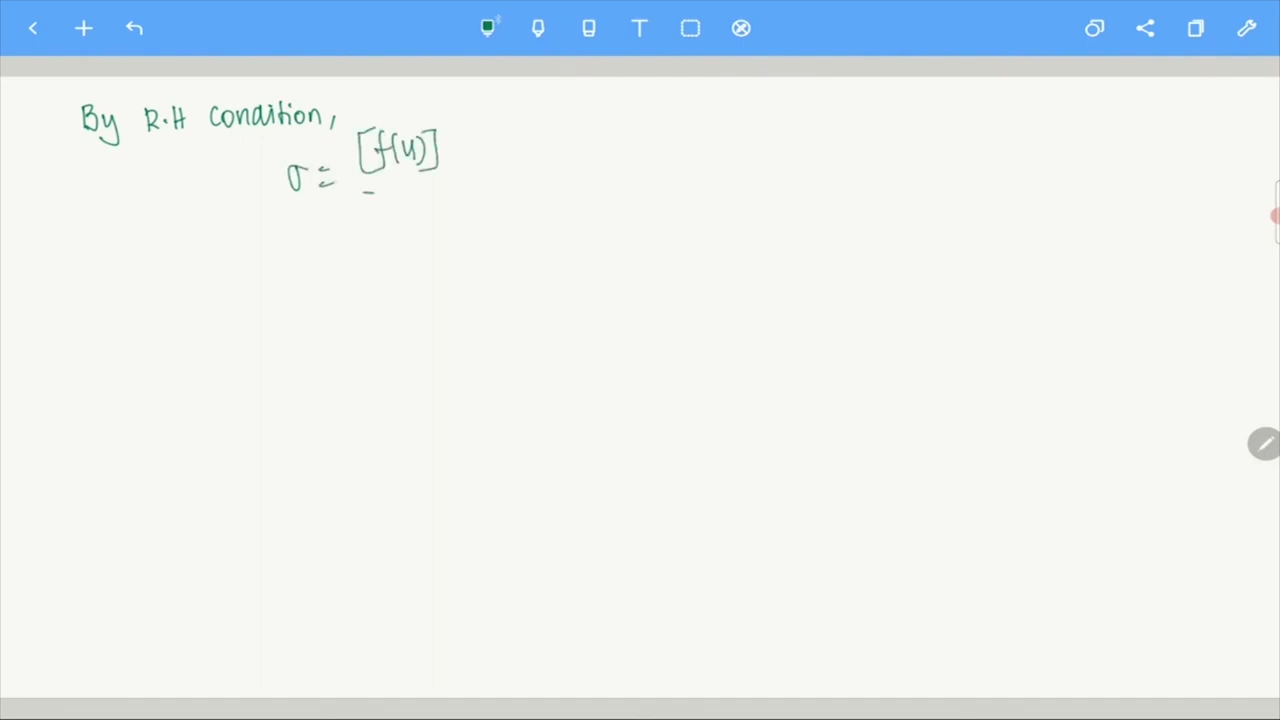 By R.H condition,
σ = [f(u)]